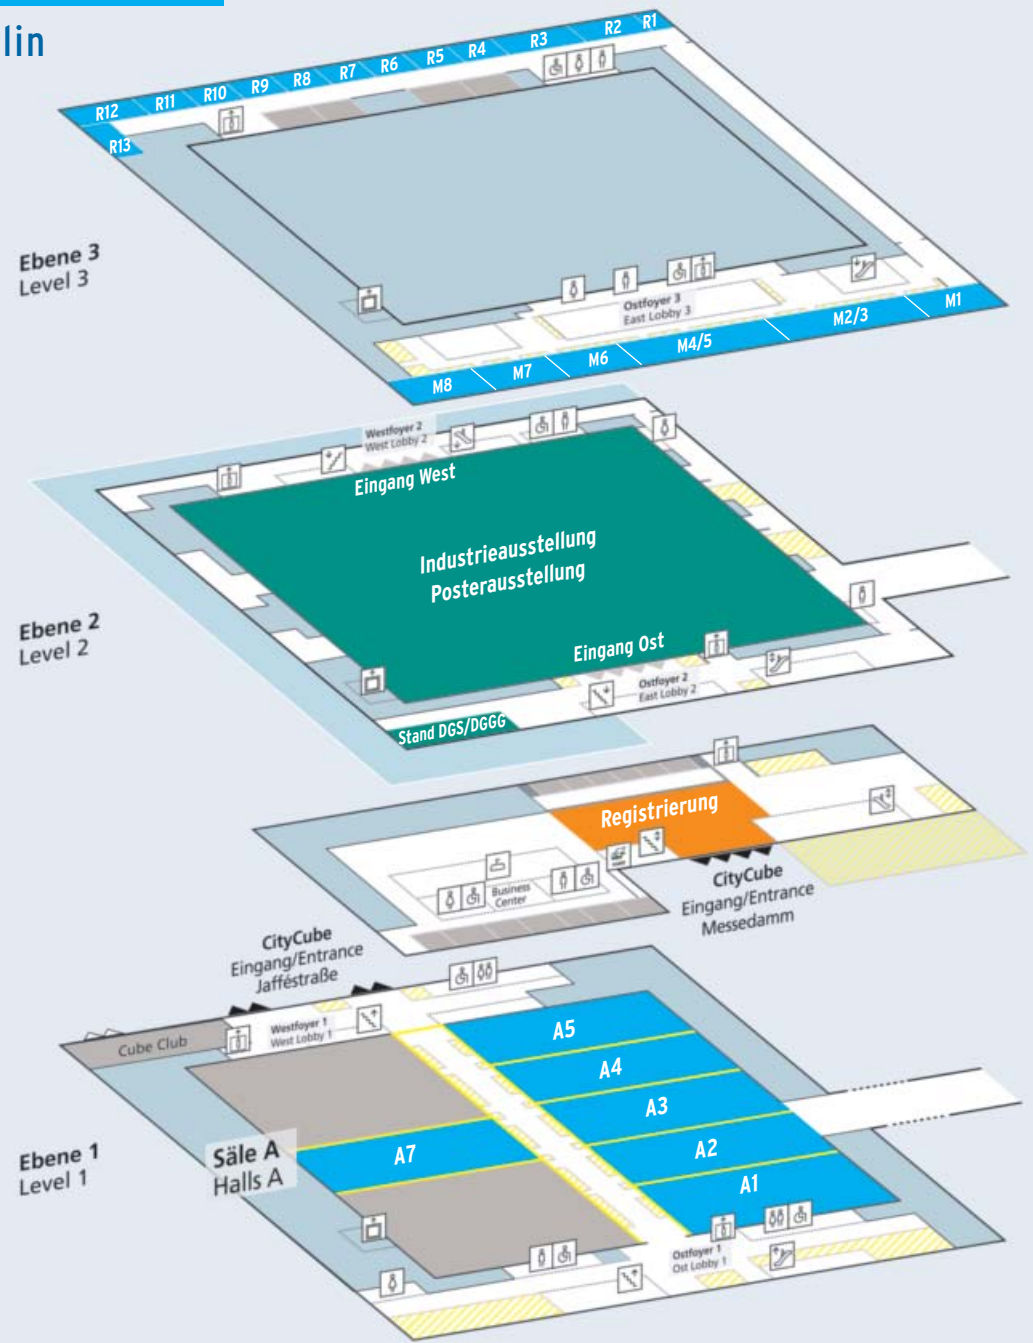 lin
R1
R2
R3
R4
R5
R6
R7
R8
R9
R10
R11
R12
R13
Ebene 3
Level 3
Ostfoyer 3
East Lobby 3
M1
M2/3
M4/5
M6
M7
M8
Westfoyer 2
West Lobby 2
Eingang West
Industrieausstellung
Posterausstellung
Ebene 2
Level 2
Eingang Ost
Ostfoyer 2
East Lobby 2
Stand DGS/DGGG
Registrierung
Business
Center
CityCube
Eingang/Entrance
Messedamm
CityCube
Eingang/Entrance
Jafféstraße
Westfoyer 1
West Lobby 1
Cube Club
A5
A4
A3
A2
A1
A7
Säle A
Halls A
Ebene 1
Level 1
Ostfoyer 1
Ost Lobby 1